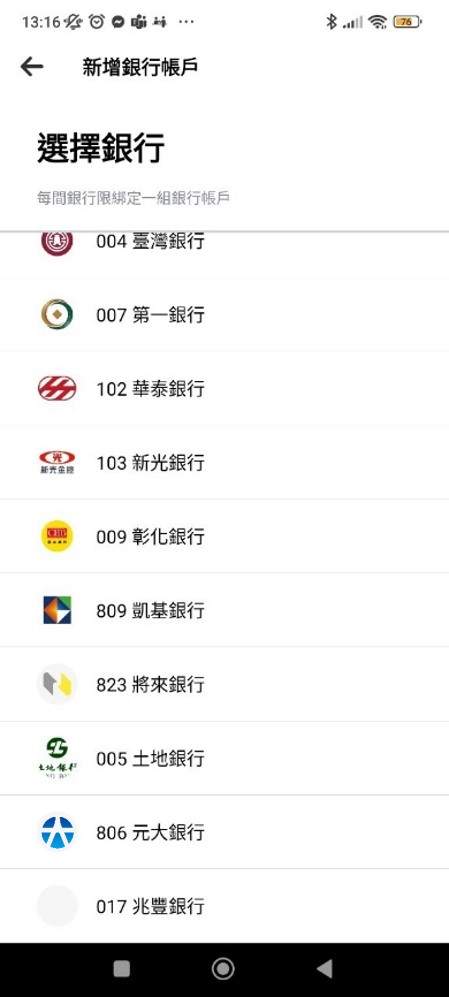 13:16
76
新增銀行帳戶
選擇銀行
每間銀行限綁定一組銀行帳戶
004 臺灣銀行
007 第一銀行
102 華泰銀行
103 新光銀行
新光金控
009 彰化銀行
809 凱基銀行
823 將來銀行
土地銀行
005 土地銀行
806 元大銀行
017 兆豐銀行